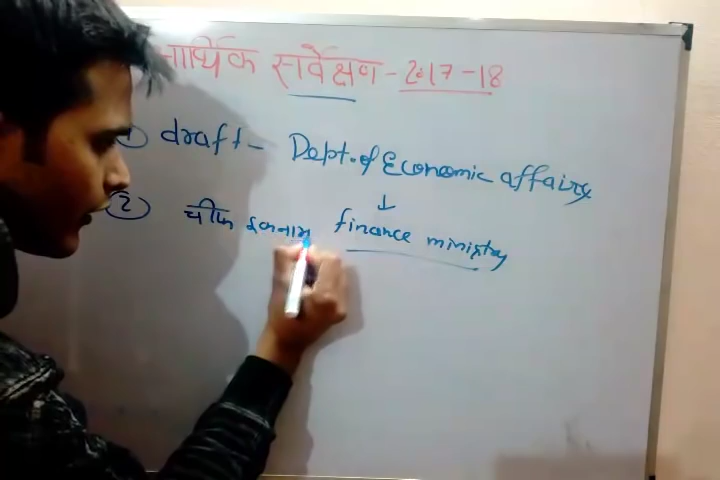 आर्थिक सर्वेक्षण - 2017 - 18
1 draft - Dept. of Economic affairs
↓
finance ministry
2 चीफ इकनाम